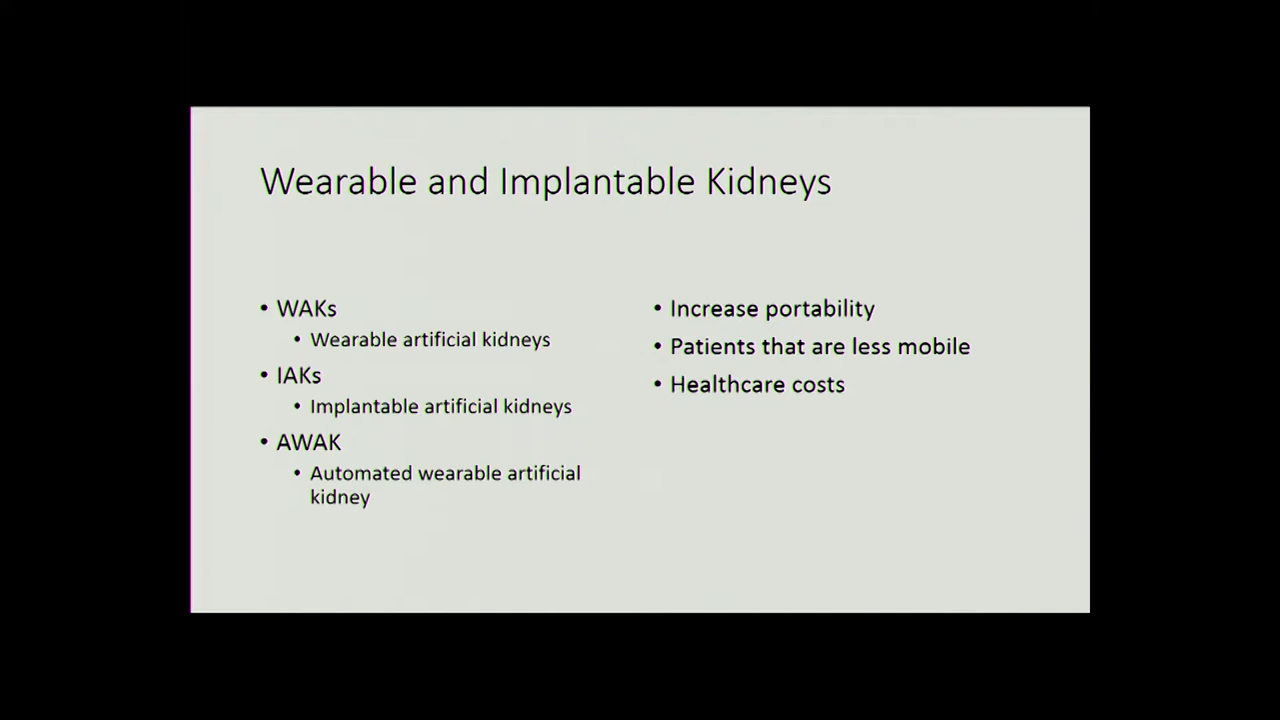 Wearable and Implantable Kidneys
• WAKs
• Wearable artificial kidneys
• IAKs
• Implantable artificial kidneys
• AWAK
• Automated wearable artificial
kidney
• Increase portability
• Patients that are less mobile
• Healthcare costs